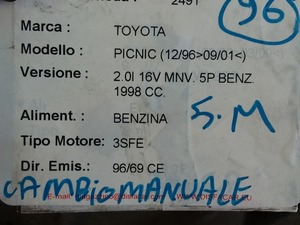 2491
96
Marca : TOYOTA
Modello : PICNIC (12/96>09/01<)
Versione : 2.0I 16V MNV. 5P BENZ.
1998 CC.
Aliment. : BENZINA
S.M
Tipo Motore: 3SFE
Dir. Emis.: 96/69 CE
CAMBIO MANUALE
E-mail